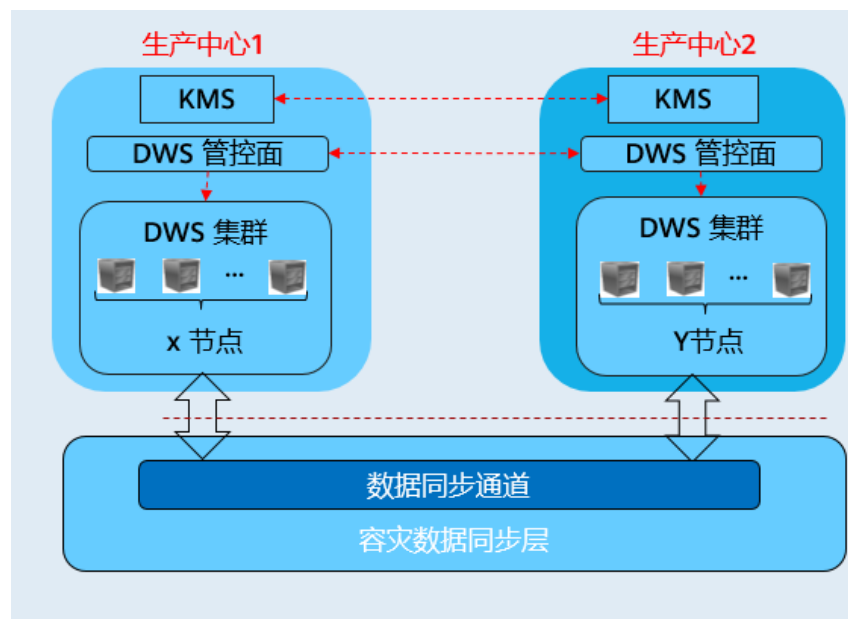 生产中心1
生产中心2
KMS
KMS
DWS 管控面
DWS 管控面
DWS 集群
DWS 集群
...
...
x 节点
Y节点
数据同步通道
容灾数据同步层